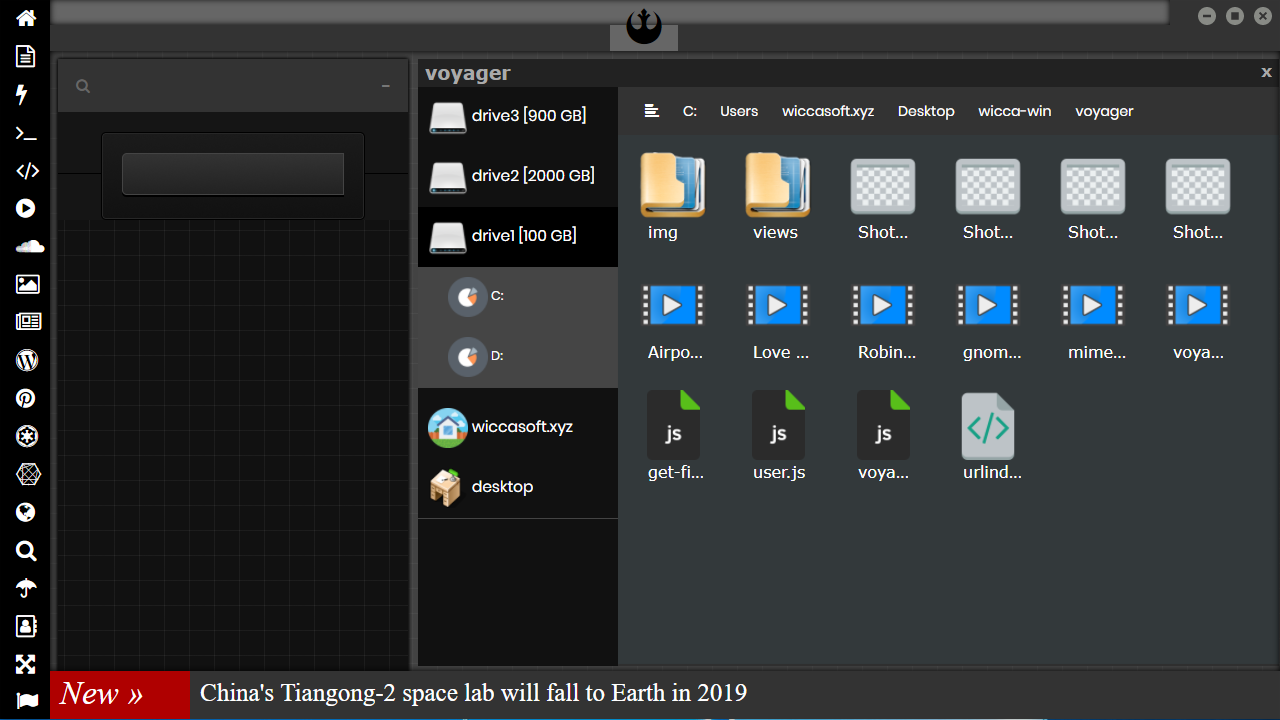 voyager
x
drive3 [900 GB]
drive2 [2000 GB]
drive1 [100 GB]
C:
D:
wiccasoft.xyz
desktop
C: Users wiccasoft.xyz Desktop wicca-win voyager
img views Shot... Shot... Shot... Shot...
Airpo... Love ... Robin... gnom... mime... voya...
js js js </>
get-fi... user.js voya... urlind...
New » China's Tiangong-2 space lab will fall to Earth in 2019